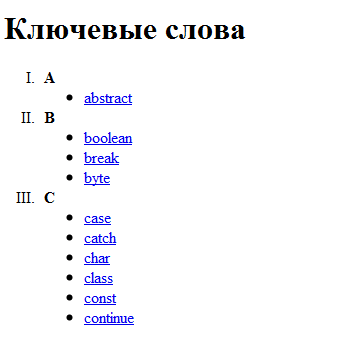 Ключевые слова
I. A
• abstract
II. B
• boolean
• break
• byte
III. C
• case
• catch
• char
• class
• const
• continue